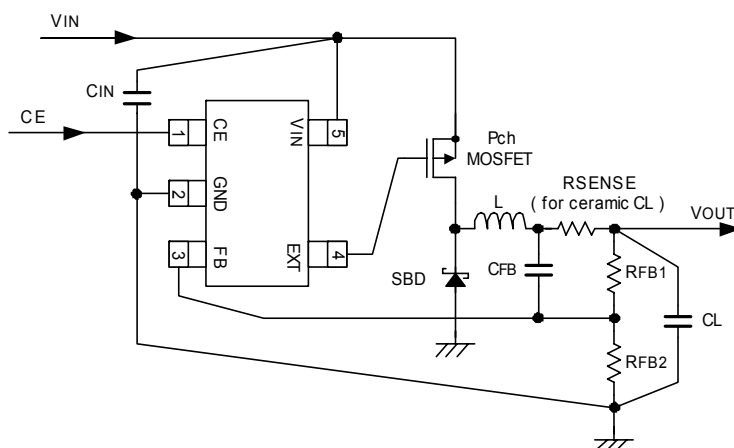 VIN
CIN
CE
1
CE
VIN
5
2
GND
3
FB
EXT
4
Pch
MOSFET
L
RSENSE
( for ceramic CL )
VOUT
SBD
CFB
RFB1
CL
RFB2